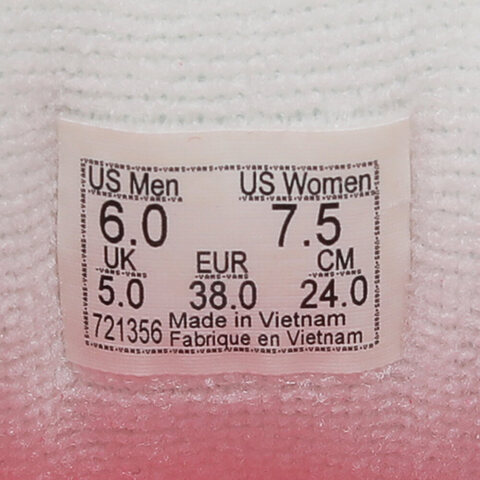 US Men US Women
6.0 7.5
UK EUR CM
5.0 38.0 24.0
721356 Made in Vietnam
Fabrique en Vietnam